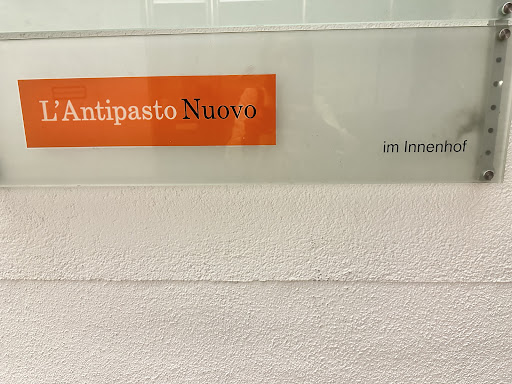 L'Antipasto Nuovo
im Innenhof